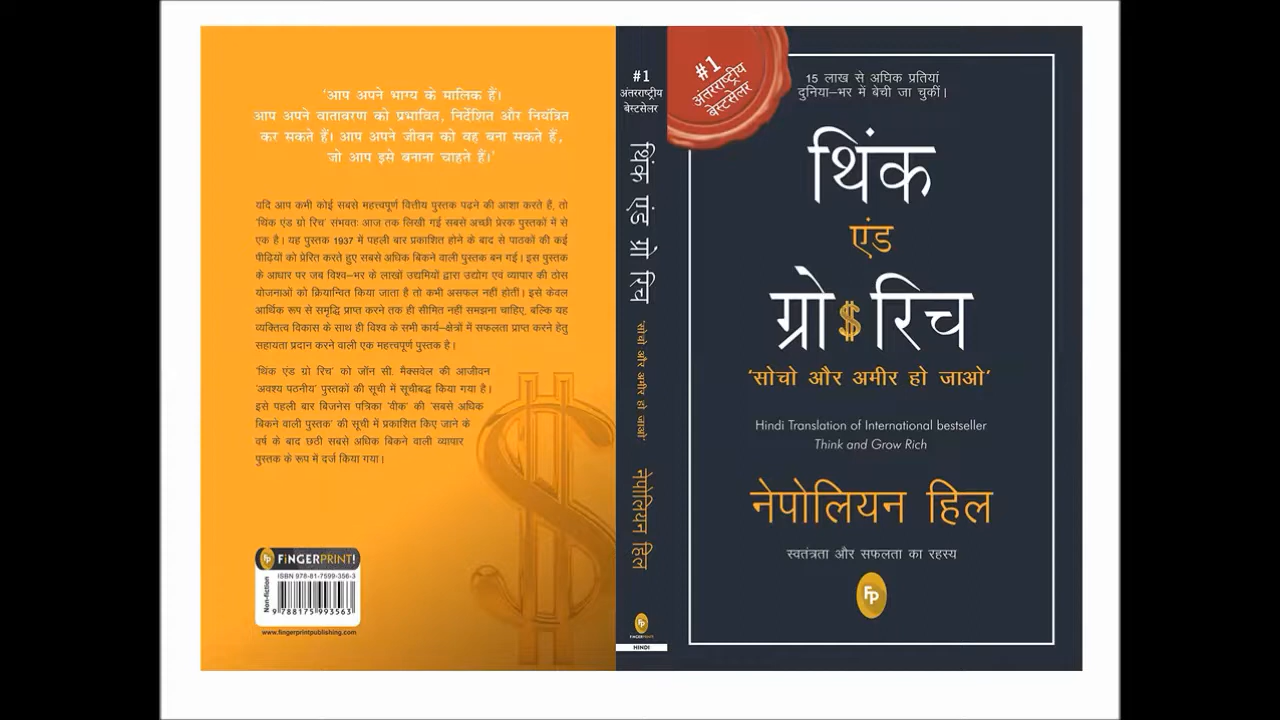 'आप अपने भाग्य के मालिक हैं।
आप अपने वातावरण को प्रभावित, निर्देशित और नियंत्रित
कर सकते हैं। आप अपने जीवन को वह बना सकते हैं,
जो आप इसे बनाना चाहते हैं।'
यदि आप कभी कोई सबसे महत्त्वपूर्ण वित्तीय पुस्तक पढने की आशा करते हैं, तो
'थिंक एंड ग्रो रिच' संभवतः आज तक लिखी गई सबसे अच्छी प्रेरक पुस्तकों में से
एक है। यह पुस्तक 1937 में पहली बार प्रकाशित होने के बाद से पाठकों की कई
पीढ़ियों को प्रेरित करते हुए सबसे अधिक बिकने वाली पुस्तक बन गई। इस पुस्तक
के आधार पर जब विश्व-भर के लाखों उद्यमियों द्वारा उद्योग एवं व्यापार की ठोस
योजनाओं को क्रियान्वित किया जाता है तो कभी असफल नहीं होतीं। इसे केवल
आर्थिक रूप से समृद्धि प्राप्त करने तक ही सीमित नहीं समझना चाहिए, बल्कि यह
व्यक्तित्व विकास के साथ ही विश्व के सभी कार्य-क्षेत्रों में सफलता प्राप्त करने हेतु
सहायता प्रदान करने वाली एक महत्त्वपूर्ण पुस्तक है।
'थिंक एंड ग्रो रिच' को जॉन सी. मैक्सवेल की आजीवन
'अवश्य पठनीय' पुस्तकों की सूची में सूचीबद्ध किया गया है।
इसे पहली बार बिजनेस पत्रिका 'वीक' की 'सबसे अधिक
बिकने वाली पुस्तक' की सूची में प्रकाशित किए जाने के
वर्ष के बाद छठी सबसे अधिक बिकने वाली व्यापार
पुस्तक के रूप में दर्ज किया गया।
FP FiNGERPRINT!
ISBN 978-81-7599-356-3
Non-fiction
9 788175 993563
www.fingerprintpublishing.com
#1
अंतरराष्ट्रीय
बेस्टसेलर
थिंक एंड ग्रो रिच
'सोचो और अमीर हो जाओ'
नेपोलियन हिल
FP
FiNGERPRINT!
HINDI
#1
अंतरराष्ट्रीय
बेस्टसेलर
15 लाख से अधिक प्रतियां
दुनिया-भर में बेची जा चुकीं।
थिंक
एंड
ग्रो $ रिच
'सोचो और अमीर हो जाओ'
Hindi Translation of International bestseller
Think and Grow Rich
नेपोलियन हिल
स्वतंत्रता और सफलता का रहस्य
FP